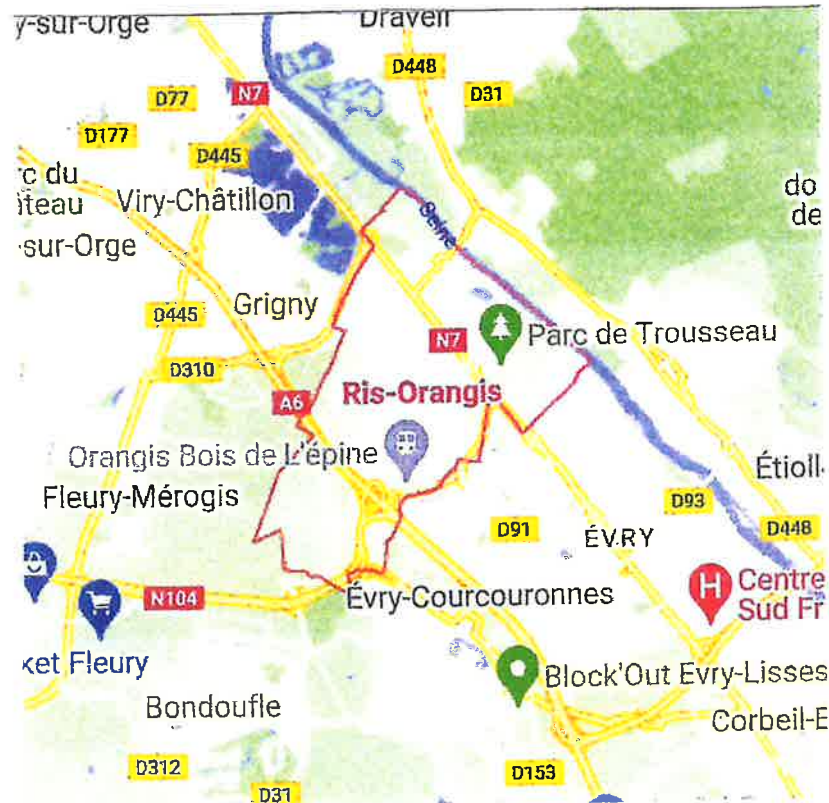 y-sur-Orge
Draveil
D448
D77
N7
D31
D177
D445
rc du
âteau
Viry-Châtillon
do
de
-sur-Orge
Seine
Grigny
D445
N7
Parc de Trousseau
D310
A6
Ris-Orangis
Orangis Bois de L'épine
Étioll
Fleury-Mérogis
D93
D91
D448
ÉVRY
H
Centre
Sud Fr
N104
Évry-Courcouronnes
ket Fleury
Block'Out Evry-Lisses
Bondoufle
Corbeil-E
D312
D153
D31